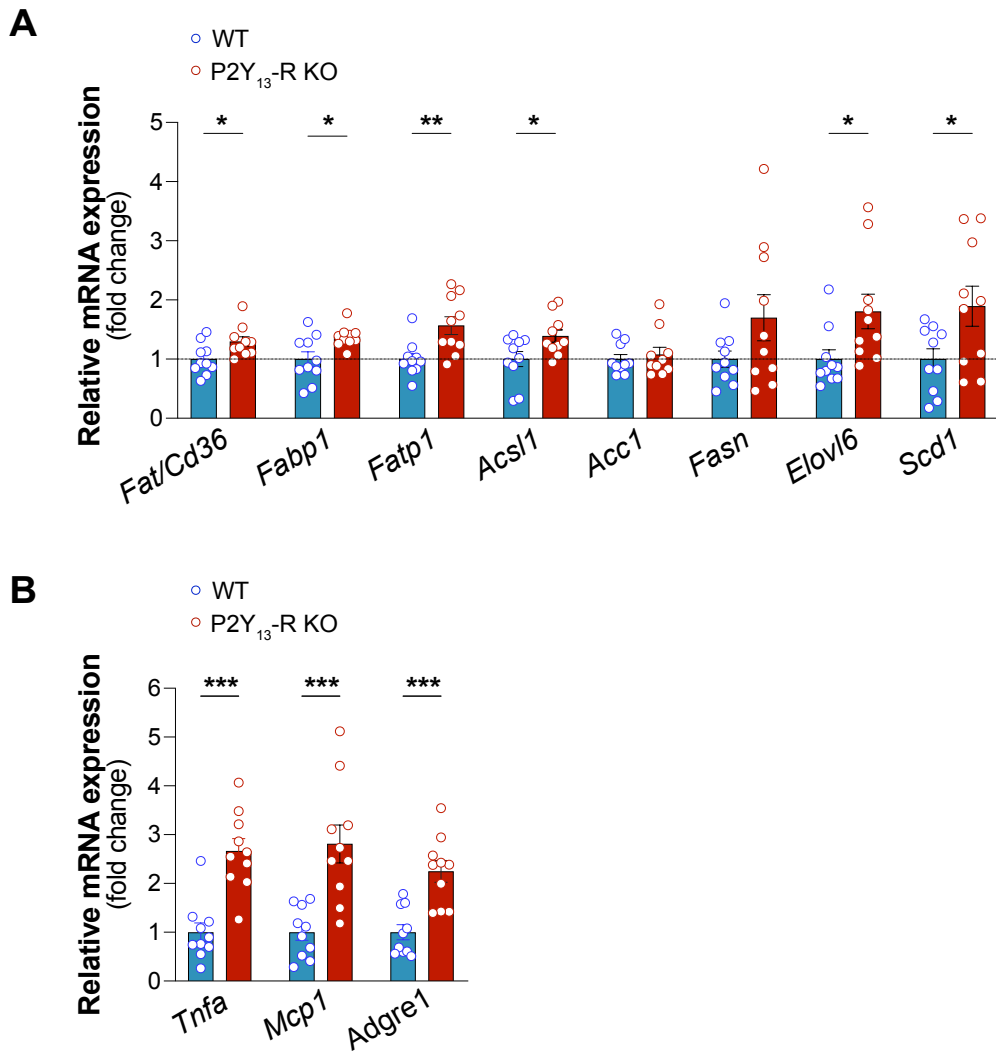 A
WT
P2Y13-R KO
Relative mRNA expression
(fold change)
* * ** * * *
5
4
3
2
1
0
Fat/Cd36 Fabp1 Fatp1 Acsl1 Acc1 Fasn Elovl6 Scd1
B
WT
P2Y13-R KO
Relative mRNA expression
(fold change)
*** *** ***
6
5
4
3
2
1
0
Tnfa Mcp1 Adgre1